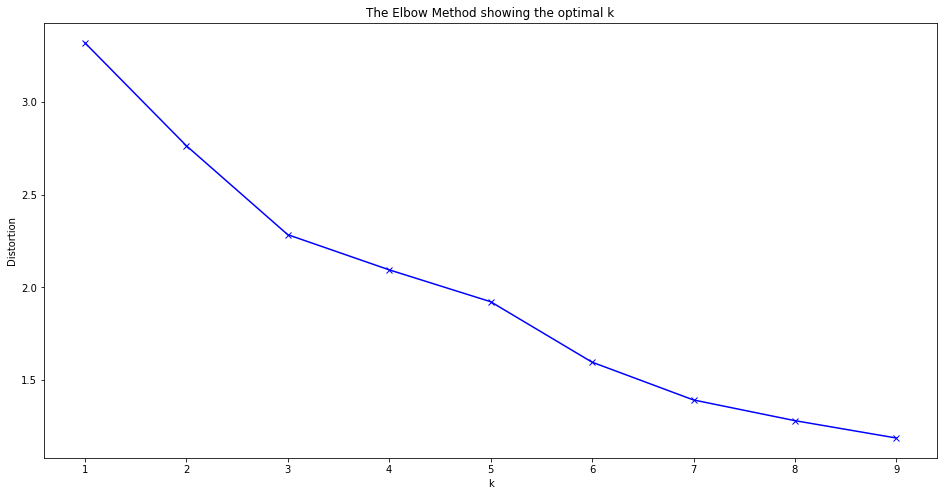 The Elbow Method showing the optimal k
3.0
2.5
2.0
1.5
Distortion
1 2 3 4 5 6 7 8 9
k